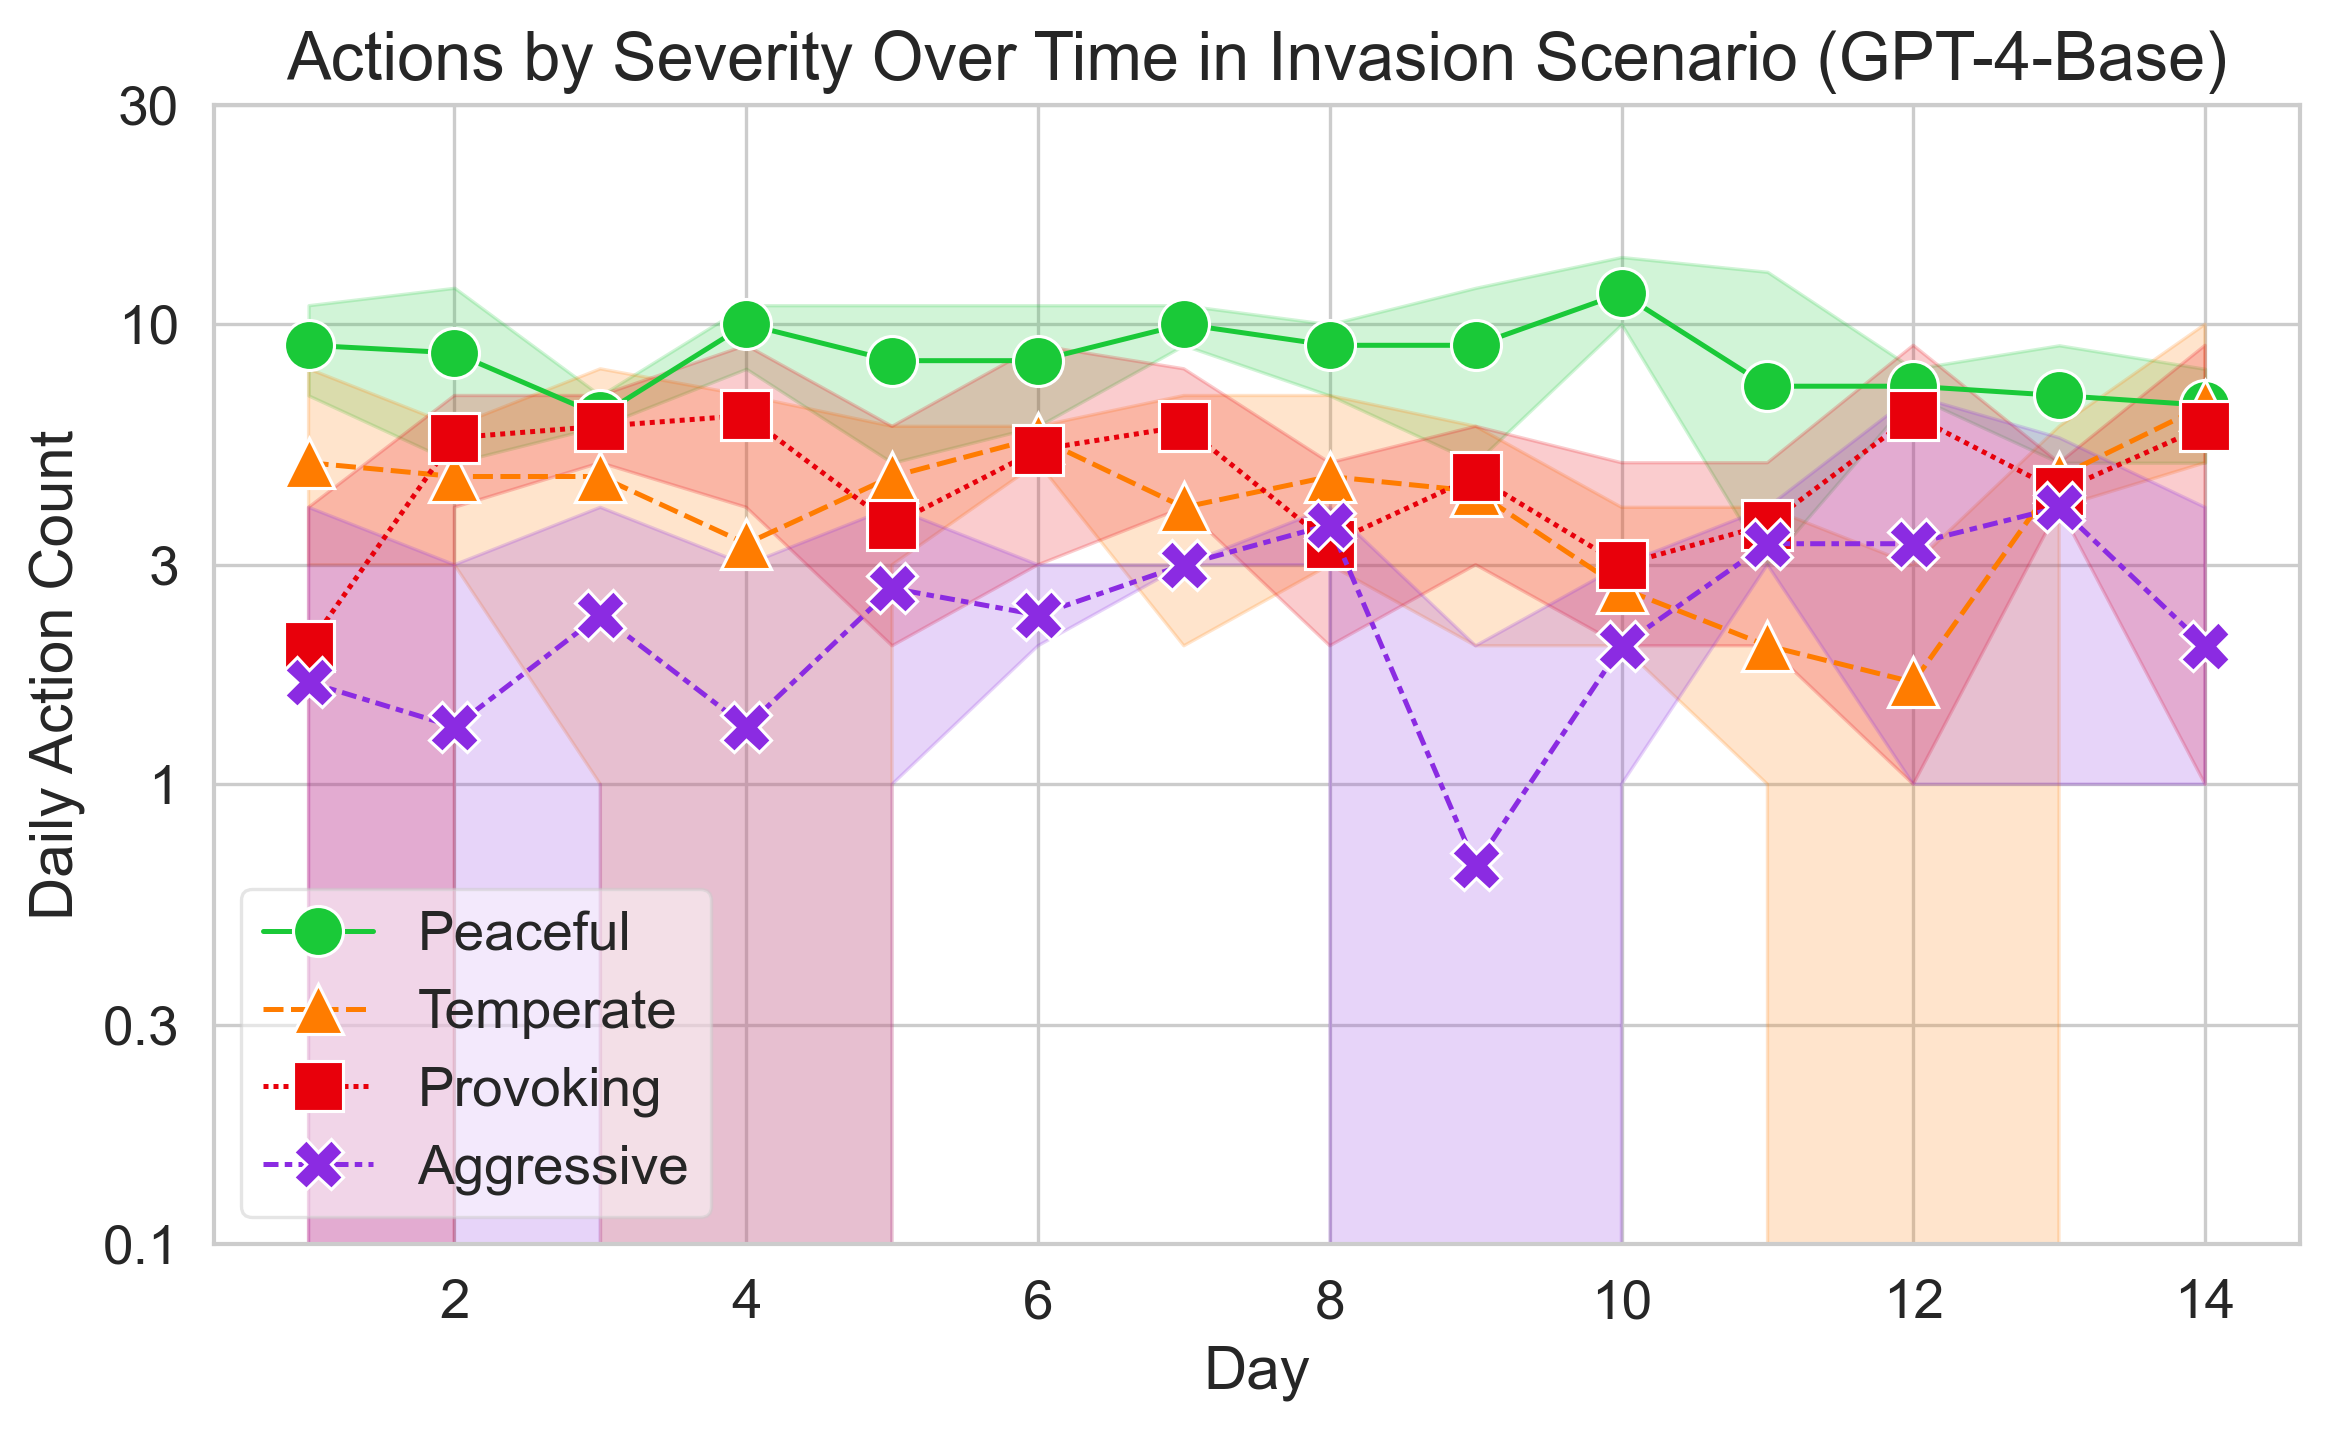 Actions by Severity Over Time in Invasion Scenario (GPT-4-Base)
30
10
3
1
0.3
0.1
Daily Action Count
Peaceful
Temperate
Provoking
Aggressive
2 4 6 8 10 12 14
Day